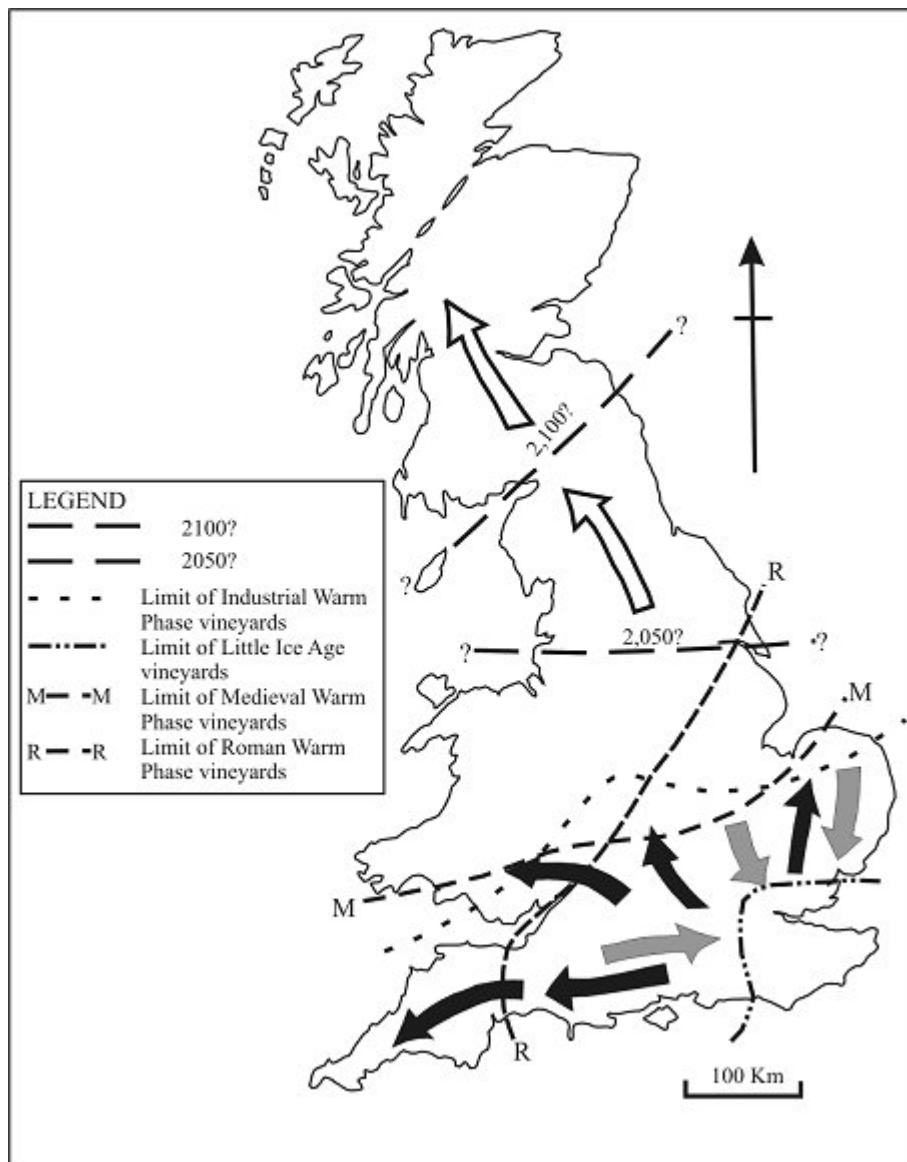 ?
2,100?
?
LEGEND
2100?
2050?
Limit of Industrial Warm
Phase vineyards
Limit of Little Ice Age
vineyards
M M Limit of Medieval Warm
Phase vineyards
R R Limit of Roman Warm
Phase vineyards
R
? 2,050? ?
M
M
R
100 Km